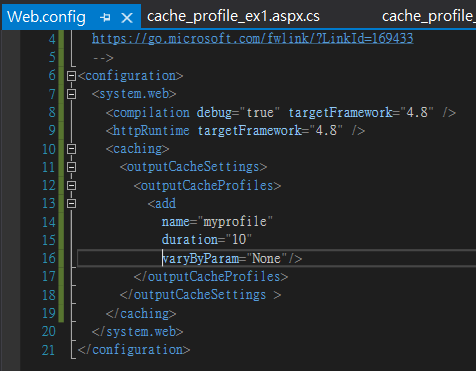 Web.config
cache_profile_ex1.aspx.cs
cache_profile_
4 https://go.microsoft.com/fwlink/?LinkId=169433
5 -->
6 <configuration>
7 <system.web>
8 <compilation debug="true" targetFramework="4.8" />
9 <httpRuntime targetFramework="4.8" />
10 <caching>
11 <outputCacheSettings>
12 <outputCacheProfiles>
13 <add
14 name="myprofile"
15 duration="10"
16 varyByParam="None"/>
17 </outputCacheProfiles>
18 </outputCacheSettings >
19 </caching>
20 </system.web>
21 </configuration>